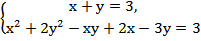 x + y = 3,
x² + 2y² − xy + 2x − 3y = 3